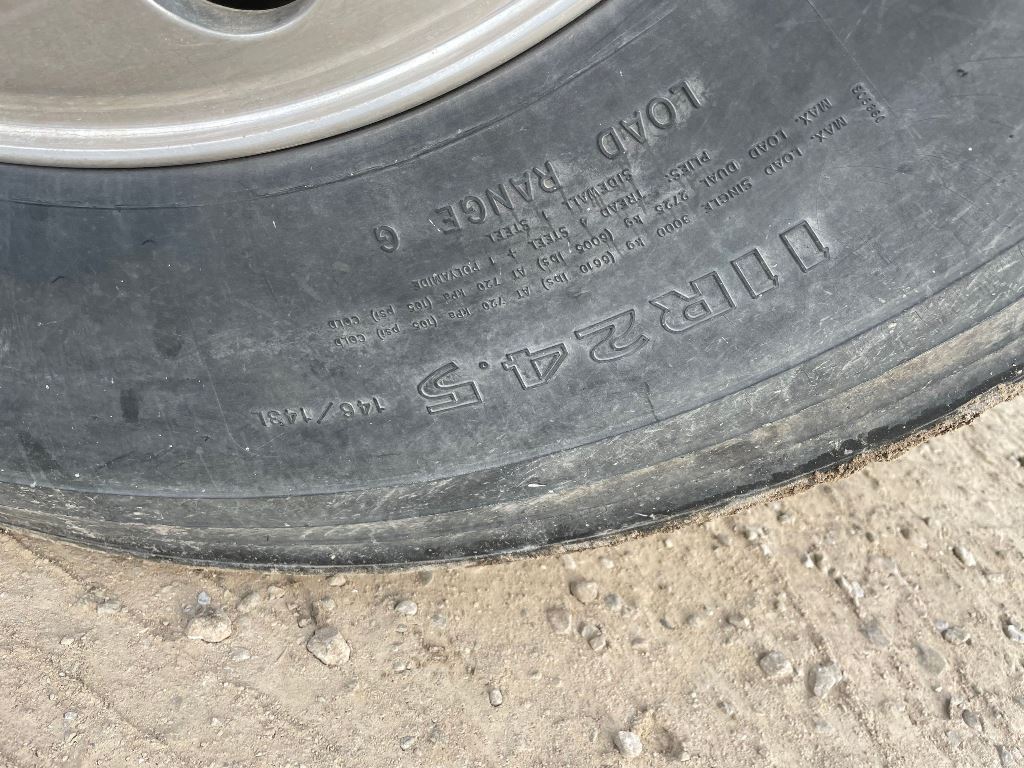 11R24.5 146/143L
MAX. LOAD SINGLE 3000 kg (6610 lbs) AT 720 kPa (105 PSI) COLD
MAX. LOAD DUAL 2725 kg (6005 lbs) AT 720 kPa (105 PSI) COLD
PLIES: TREAD 4 STEEL + 1 POLYAMIDE
SIDEWALL 1 STEEL
LOAD RANGE G